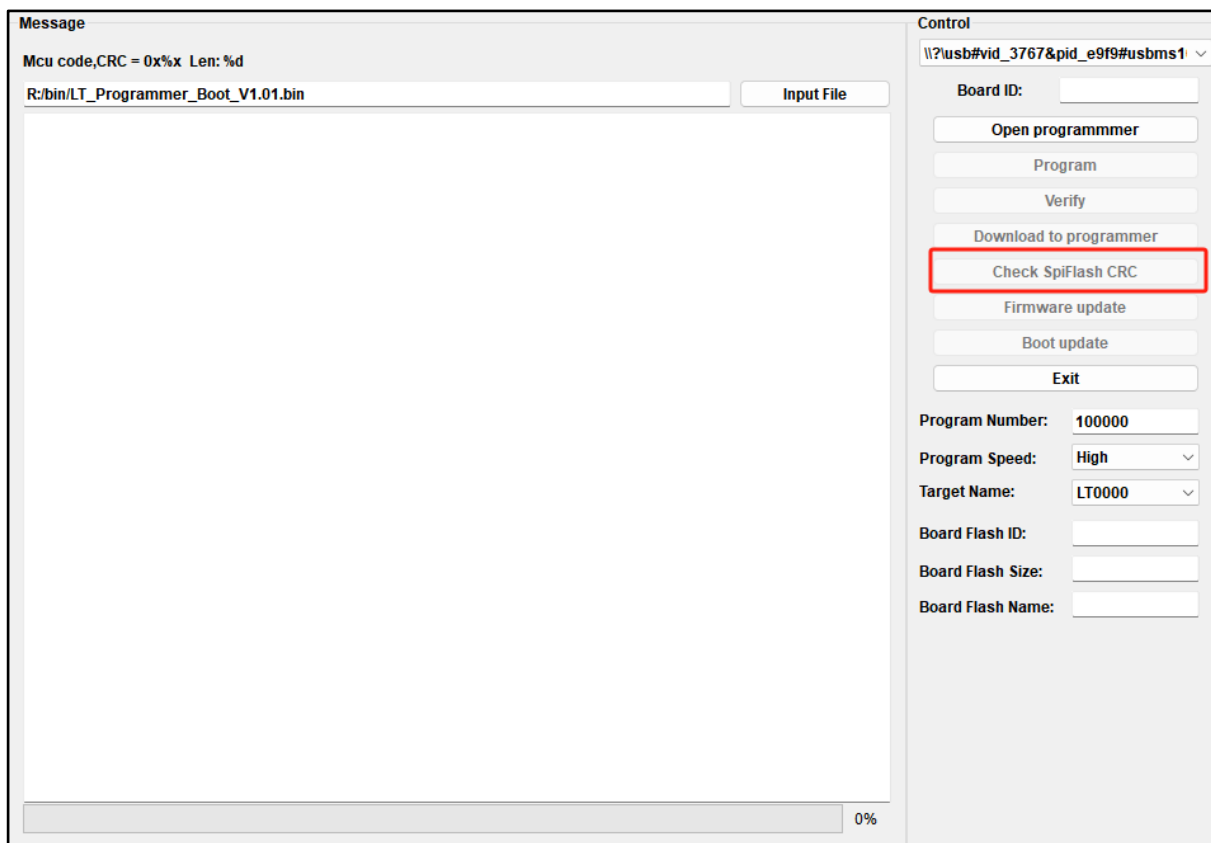 Message
Mcu code,CRC = 0x%x  Len: %d
R:/bin/LT_Programmer_Boot_V1.01.bin
Input File
0%
Control
\\?\usb#vid_3767&pid_e9f9#usbms1
Board ID:
Open programmmer
Program
Verify
Download to programmer
Check SpiFlash CRC
Firmware update
Boot update
Exit
Program Number: 100000
Program Speed: High
Target Name: LT0000
Board Flash ID:
Board Flash Size:
Board Flash Name: